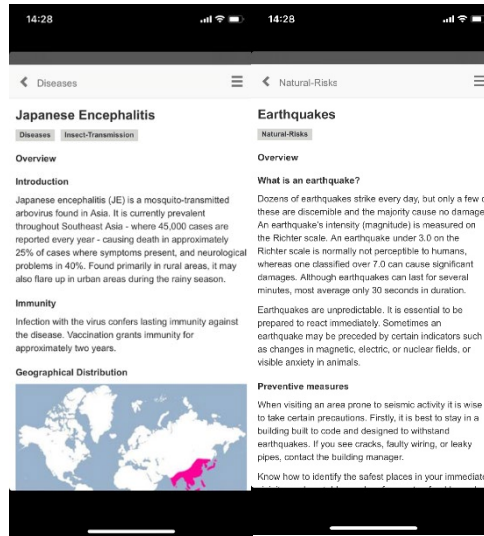 14:28
Diseases
Japanese Encephalitis
Diseases Insect-Transmission
Overview
Introduction
Japanese encephalitis (JE) is a mosquito-transmitted
arbovirus found in Asia. It is currently prevalent
throughout Southeast Asia - where 45,000 cases are
reported every year - causing death in approximately
25% of cases where symptoms present, and neurological
problems in 40%. Found primarily in rural areas, it may
also flare up in urban areas during the rainy season.
Immunity
Infection with the virus confers lasting immunity against
the disease. Vaccination grants immunity for
approximately two years.
Geographical Distribution
14:28
Natural-Risks
Earthquakes
Natural-Risks
Overview
What is an earthquake?
Dozens of earthquakes strike every day, but only a few
these are discernible and the majority cause no damage
An earthquake's intensity (magnitude) is measured on
the Richter scale. An earthquake under 3.0 on the
Richter scale is normally not perceptible to humans,
whereas one classified over 7.0 can cause significant
damages. Although earthquakes can last for several
minutes, most average only 30 seconds in duration.
Earthquakes are unpredictable. It is essential to be
prepared to react immediately. Sometimes an
earthquake may be preceded by certain indicators such
as changes in magnetic, electric, or nuclear fields, or
visible anxiety in animals.
Preventive measures
When visiting an area prone to seismic activity it is wise
to take certain precautions. Firstly, it is best to stay in a
building built to code and designed to withstand
earthquakes. If you see cracks, faulty wiring, or leaky
pipes, contact the building manager.
Know how to identify the safest places in your immediate